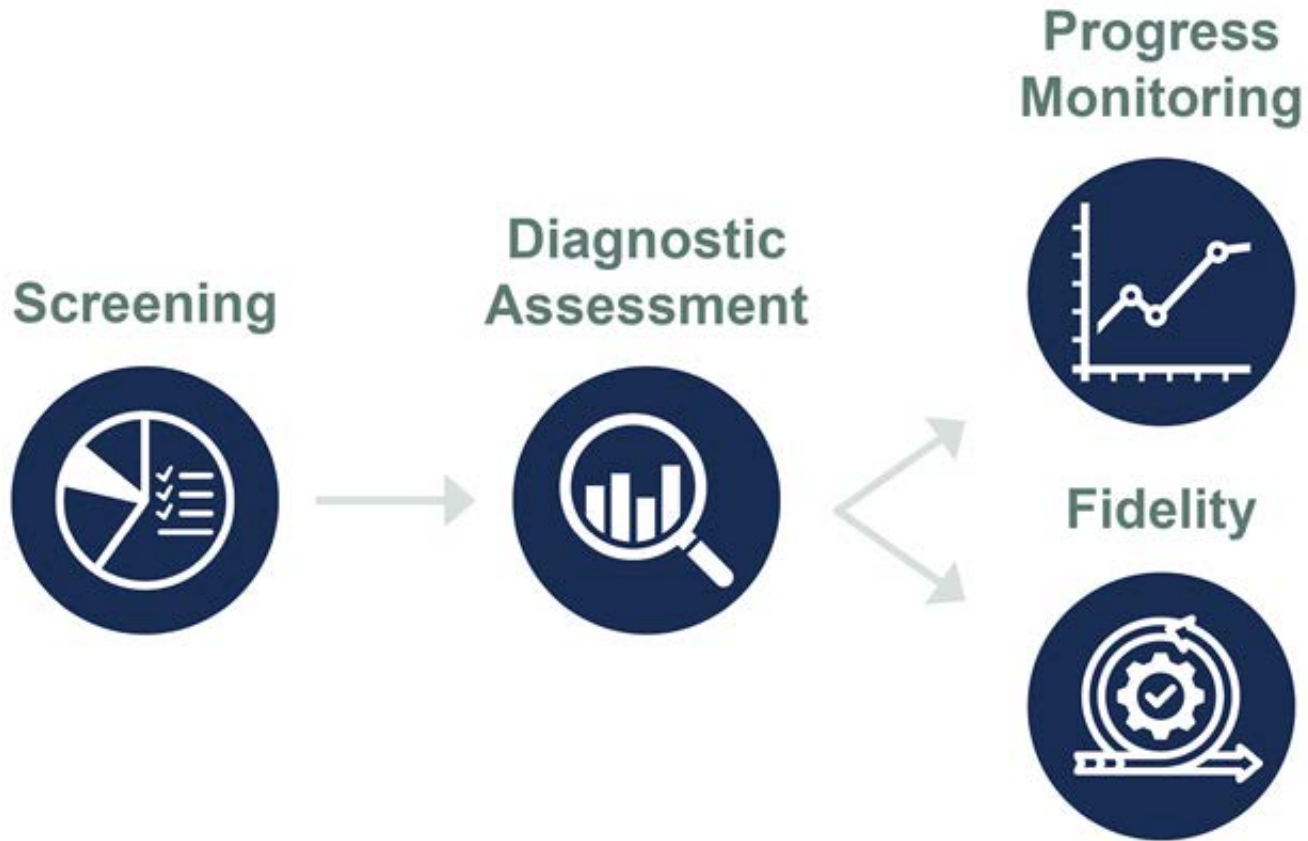 Screening
Diagnostic
Assessment
Progress
Monitoring
Fidelity